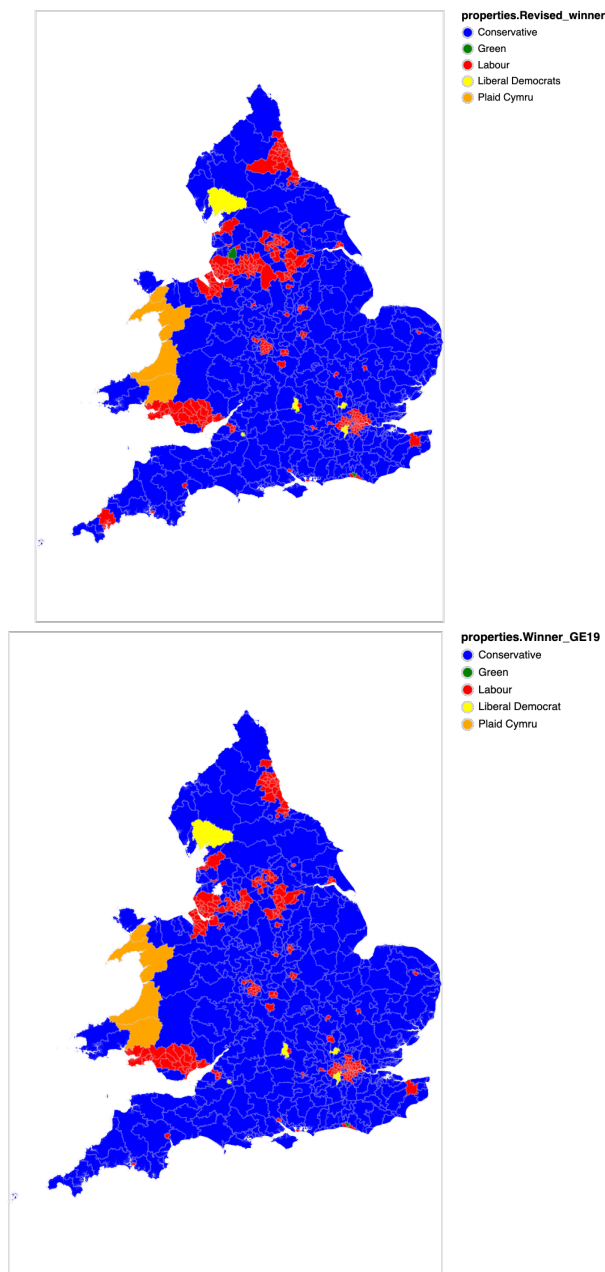 properties.Revised_winner
Conservative
Green
Labour
Liberal Democrats
Plaid Cymru
properties.Winner_GE19
Conservative
Green
Labour
Liberal Democrat
Plaid Cymru